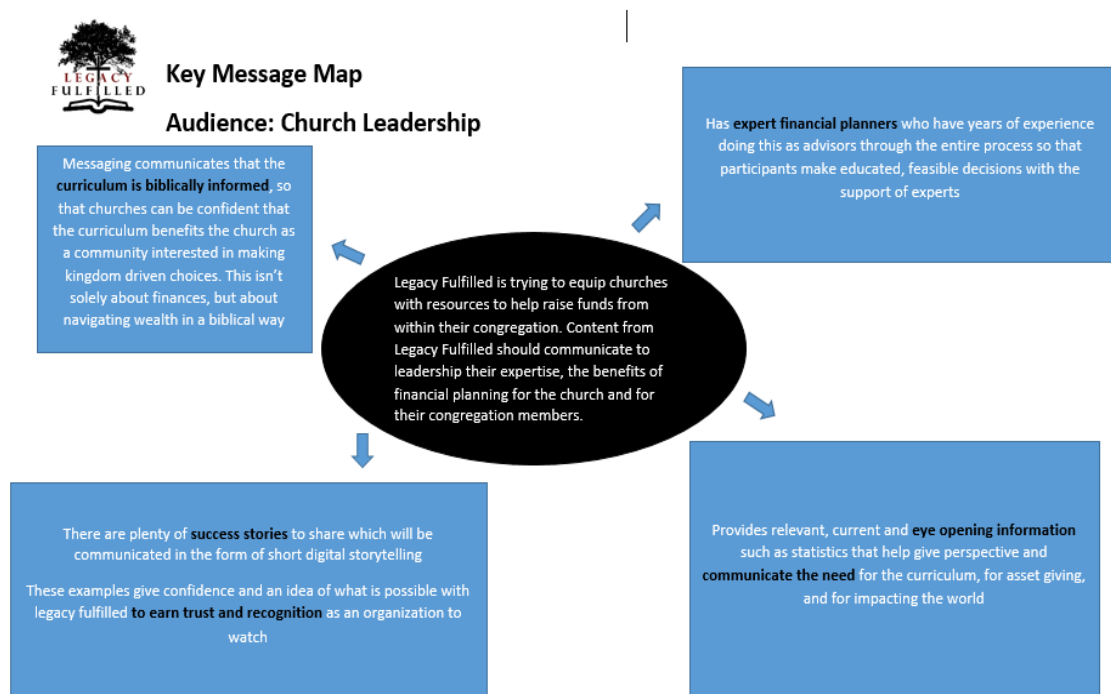 LEGACY
FULFILLED
Key Message Map
Audience: Church Leadership
Messaging communicates that the
curriculum is biblically informed, so
that churches can be confident that
the curriculum benefits the church as
a community interested in making
kingdom driven choices. This isn't
solely about finances, but about
navigating wealth in a biblical way
Has expert financial planners who have years of experience
doing this as advisors through the entire process so that
participants make educated, feasible decisions with the
support of experts
Legacy Fulfilled is trying to equip churches
with resources to help raise funds from
within their congregation. Content from
Legacy Fulfilled should communicate to
leadership their expertise, the benefits of
financial planning for the church and for
their congregation members.
There are plenty of success stories to share which will be
communicated in the form of short digital storytelling
These examples give confidence and an idea of what is possible with
legacy fulfilled to earn trust and recognition as an organization to
watch
Provides relevant, current and eye opening information
such as statistics that help give perspective and
communicate the need for the curriculum, for asset giving,
and for impacting the world